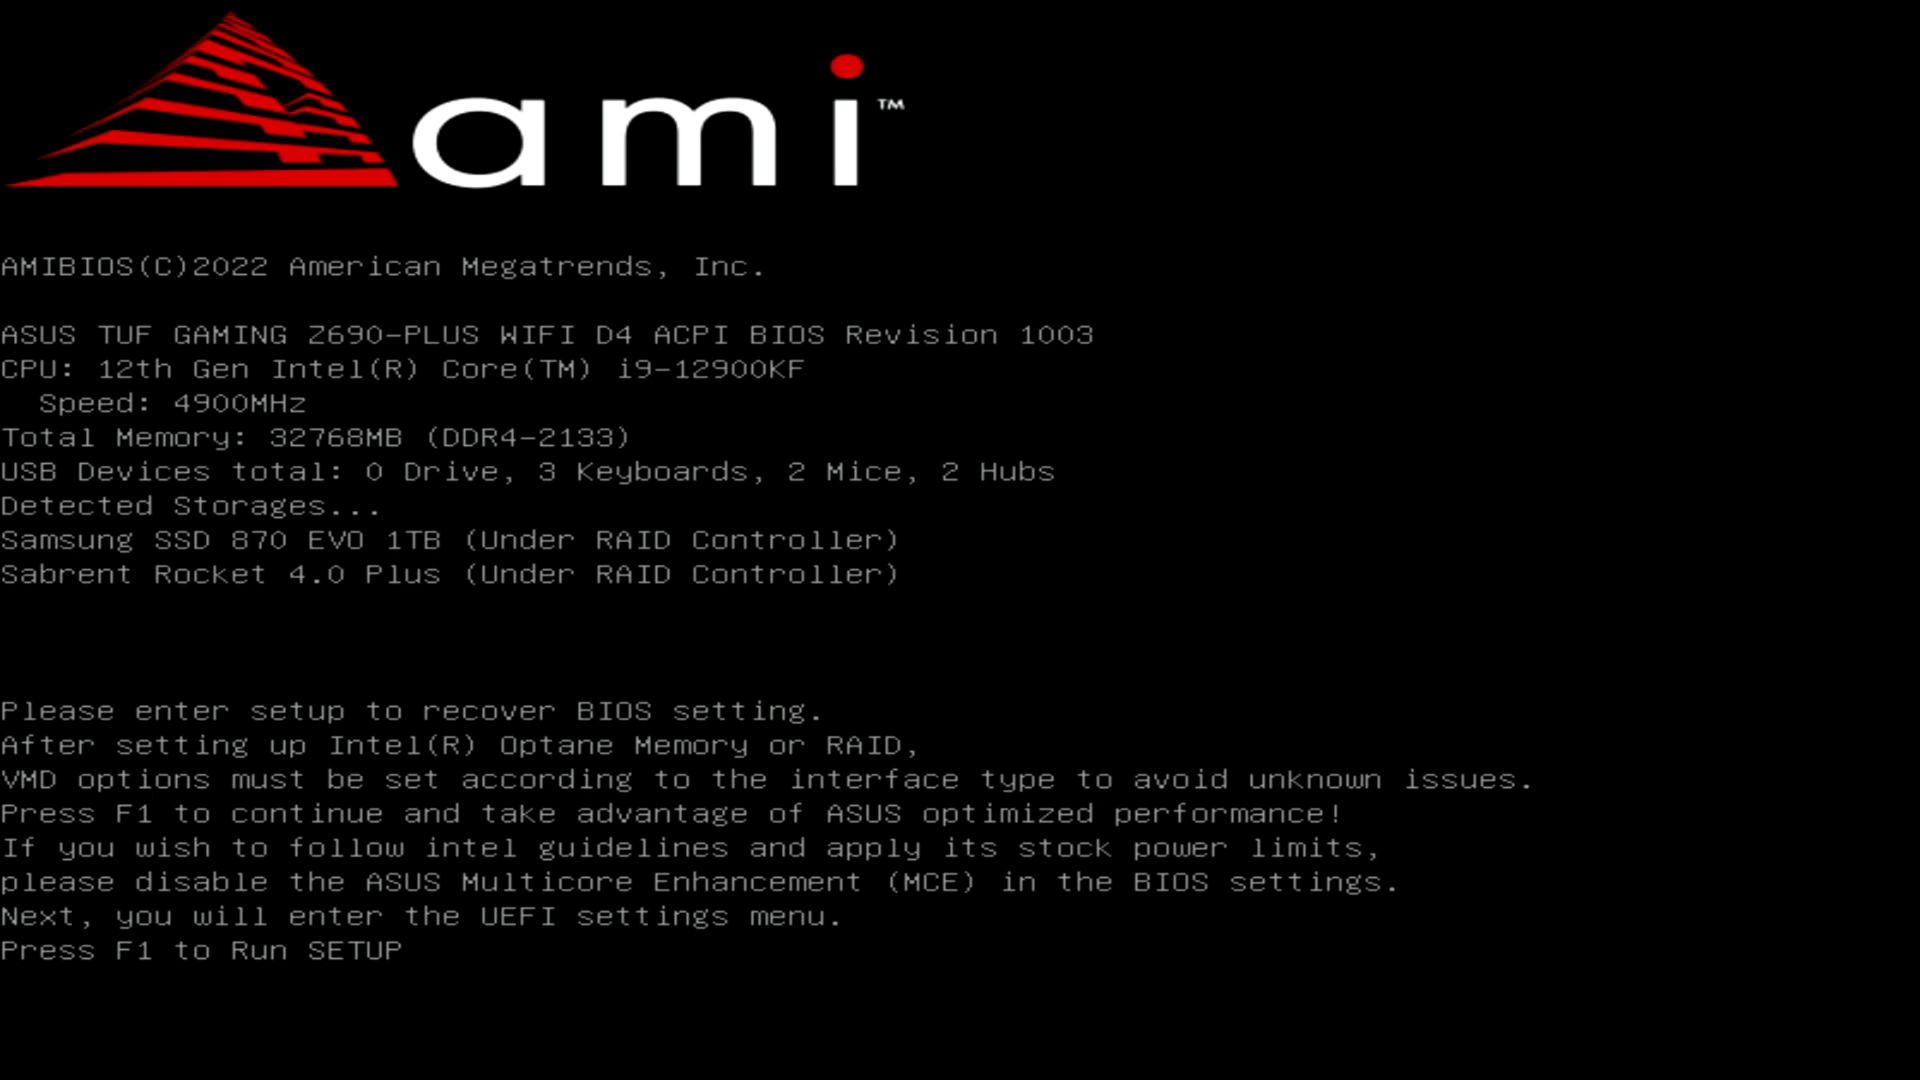 ami™
AMIBIOS(C)2022 American Megatrends, Inc.
ASUS TUF GAMING Z690-PLUS WIFI D4 ACPI BIOS Revision 1003
CPU: 12th Gen Intel(R) Core(TM) i9-12900KF
Speed: 4900MHz
Total Memory: 32768MB (DDR4-2133)
USB Devices total: 0 Drive, 3 Keyboards, 2 Mice, 2 Hubs
Detected Storages...
Samsung SSD 870 EVO 1TB (Under RAID Controller)
Sabrent Rocket 4.0 Plus (Under RAID Controller)
Please enter setup to recover BIOS setting.
After setting up Intel(R) Optane Memory or RAID,
VMD options must be set according to the interface type to avoid unknown issues.
Press F1 to continue and take advantage of ASUS optimized performance!
If you wish to follow intel guidelines and apply its stock power limits,
please disable the ASUS Multicore Enhancement (MCE) in the BIOS settings.
Next, you will enter the UEFI settings menu.
Press F1 to Run SETUP